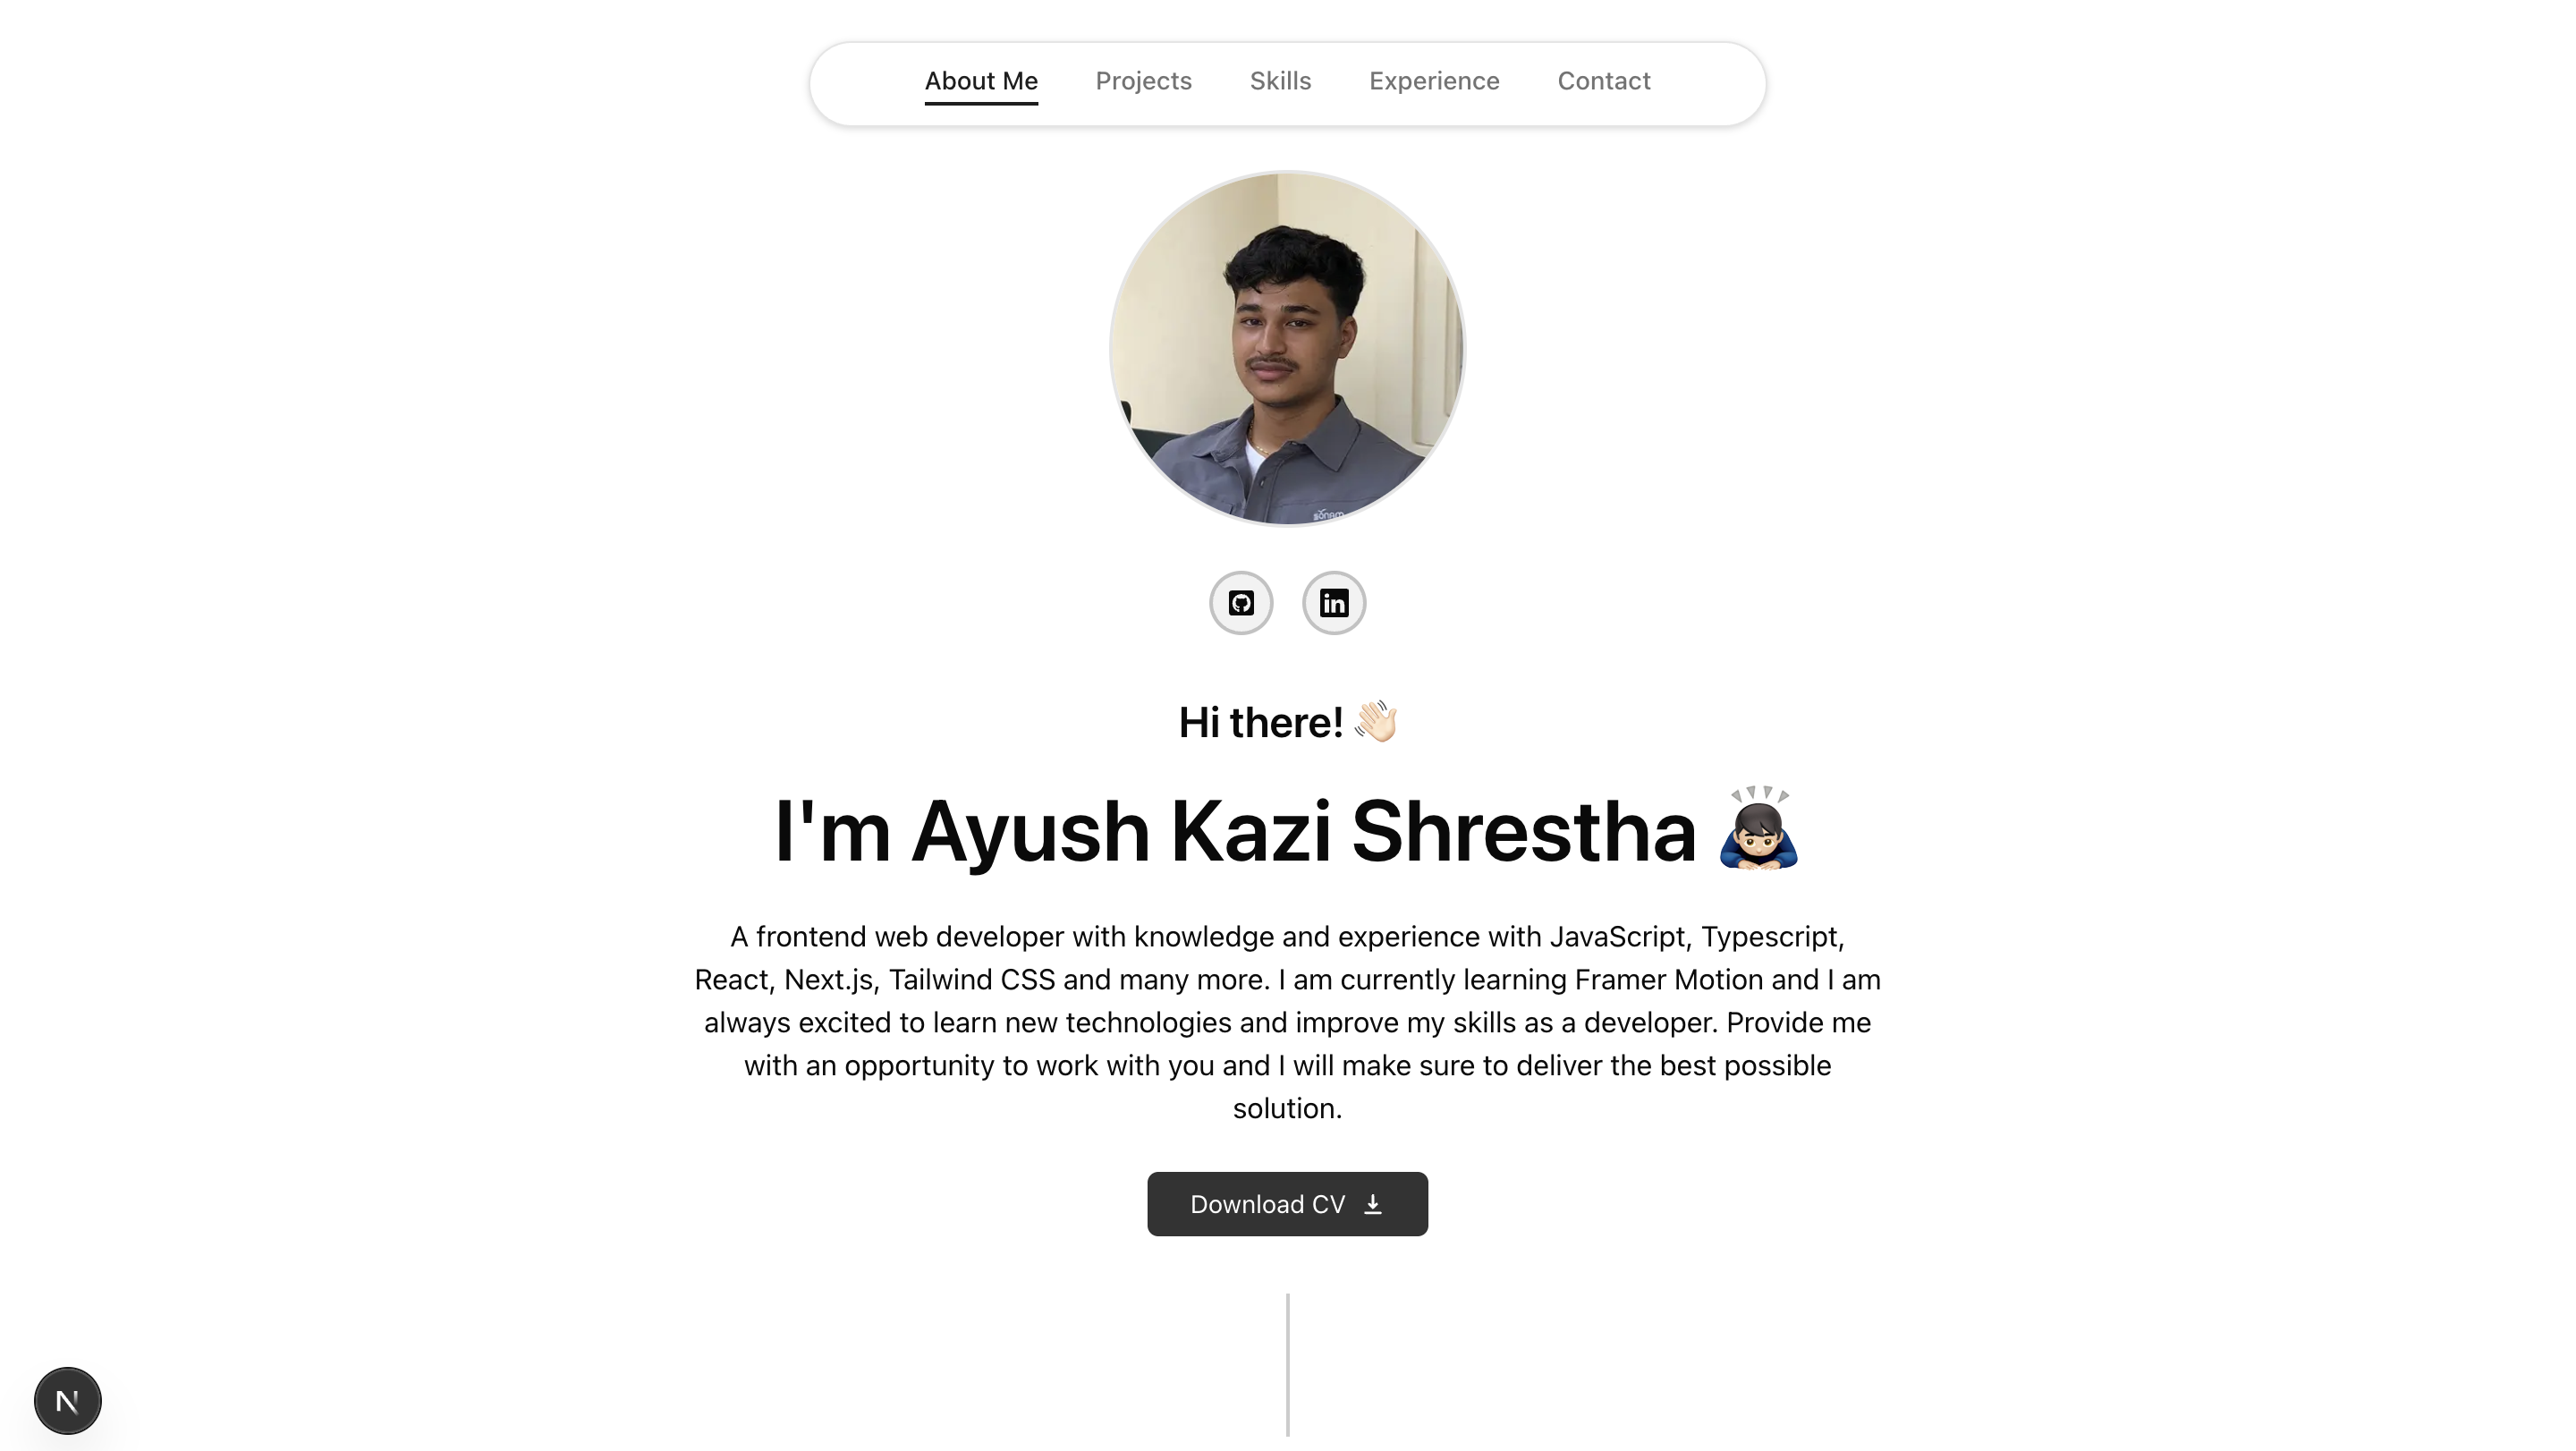 About Me Projects Skills Experience Contact
SONAM
in
Hi there! 👋🏻
I'm Ayush Kazi Shrestha 🙇🏻‍♂️
A frontend web developer with knowledge and experience with JavaScript, Typescript,
React, Next.js, Tailwind CSS and many more. I am currently learning Framer Motion and I am
always excited to learn new technologies and improve my skills as a developer. Provide me
with an opportunity to work with you and I will make sure to deliver the best possible
solution.
Download CV
N